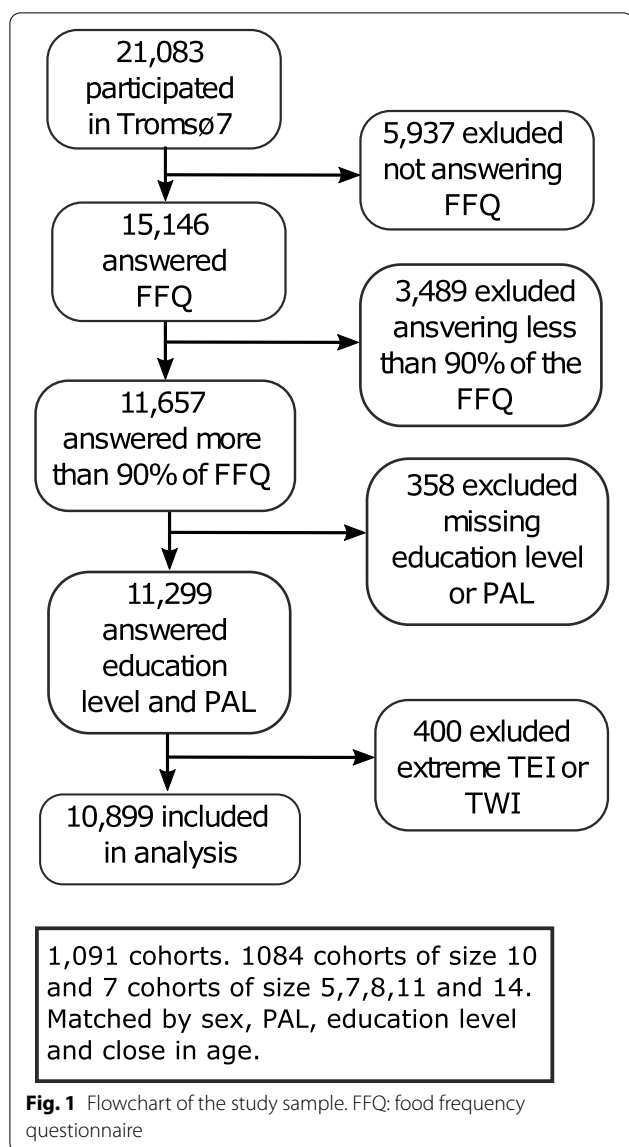 21,083
participated
in Tromsø7
5,937 exluded
not answering
FFQ
15,146
answered
FFQ
3,489 exluded
ansvering less
than 90% of the
FFQ
11,657
answered more
than 90% of FFQ
358 excluded
missing
education level
or PAL
11,299
answered
education
level and PAL
400 exluded
extreme TEI or
TWI
10,899 included
in analysis
1,091 cohorts. 1084 cohorts of size 10
and 7 cohorts of size 5,7,8,11 and 14.
Matched by sex, PAL, education level
and close in age.
Fig. 1 Flowchart of the study sample. FFQ: food frequency
questionnaire